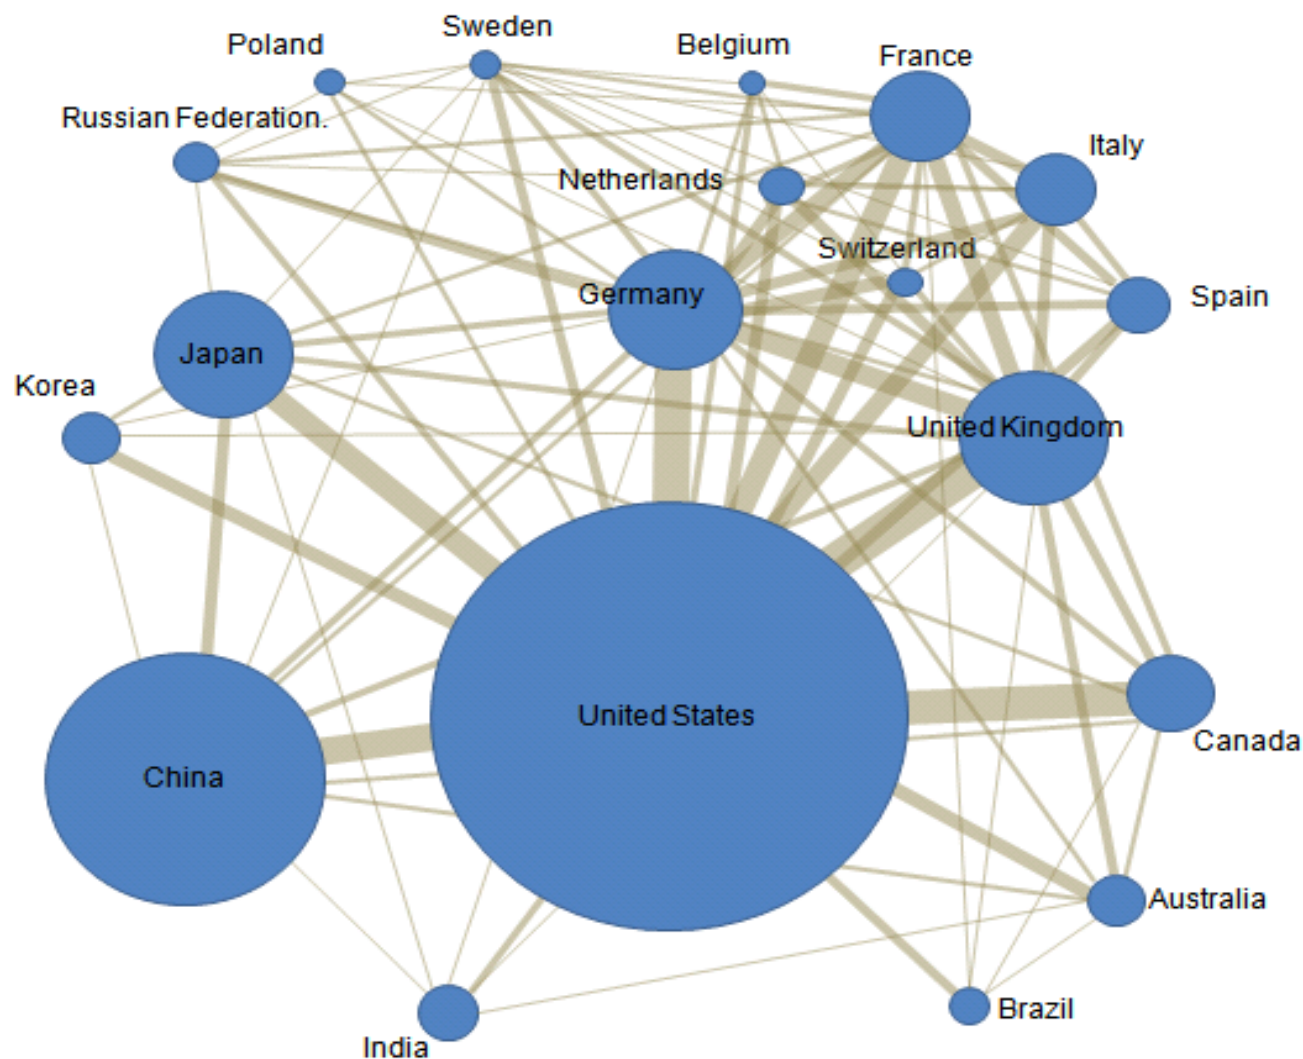 Sweden
Poland
Belgium
France
Russian Federation.
Italy
Netherlands
Switzerland
Germany
Spain
Japan
Korea
United Kingdom
United States
Canada
China
Australia
Brazil
India